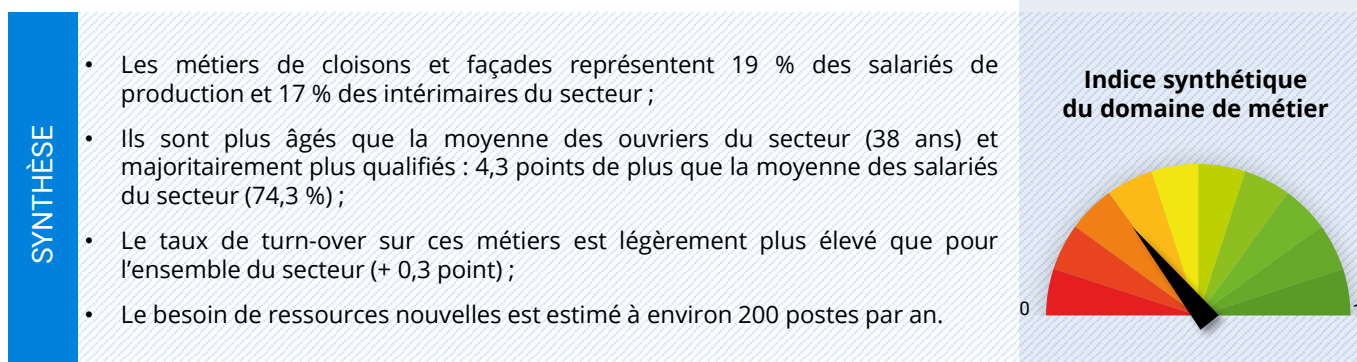 SYNTHÈSE
• Les métiers de cloisons et façades représentent 19 % des salariés de
production et 17 % des intérimaires du secteur ;
• Ils sont plus âgés que la moyenne des ouvriers du secteur (38 ans) et
majoritairement plus qualifiés : 4,3 points de plus que la moyenne des salariés
du secteur (74,3 %) ;
• Le taux de turn-over sur ces métiers est légèrement plus élevé que pour
l’ensemble du secteur (+ 0,3 point) ;
• Le besoin de ressources nouvelles est estimé à environ 200 postes par an.
Indice synthétique
du domaine de métier
0